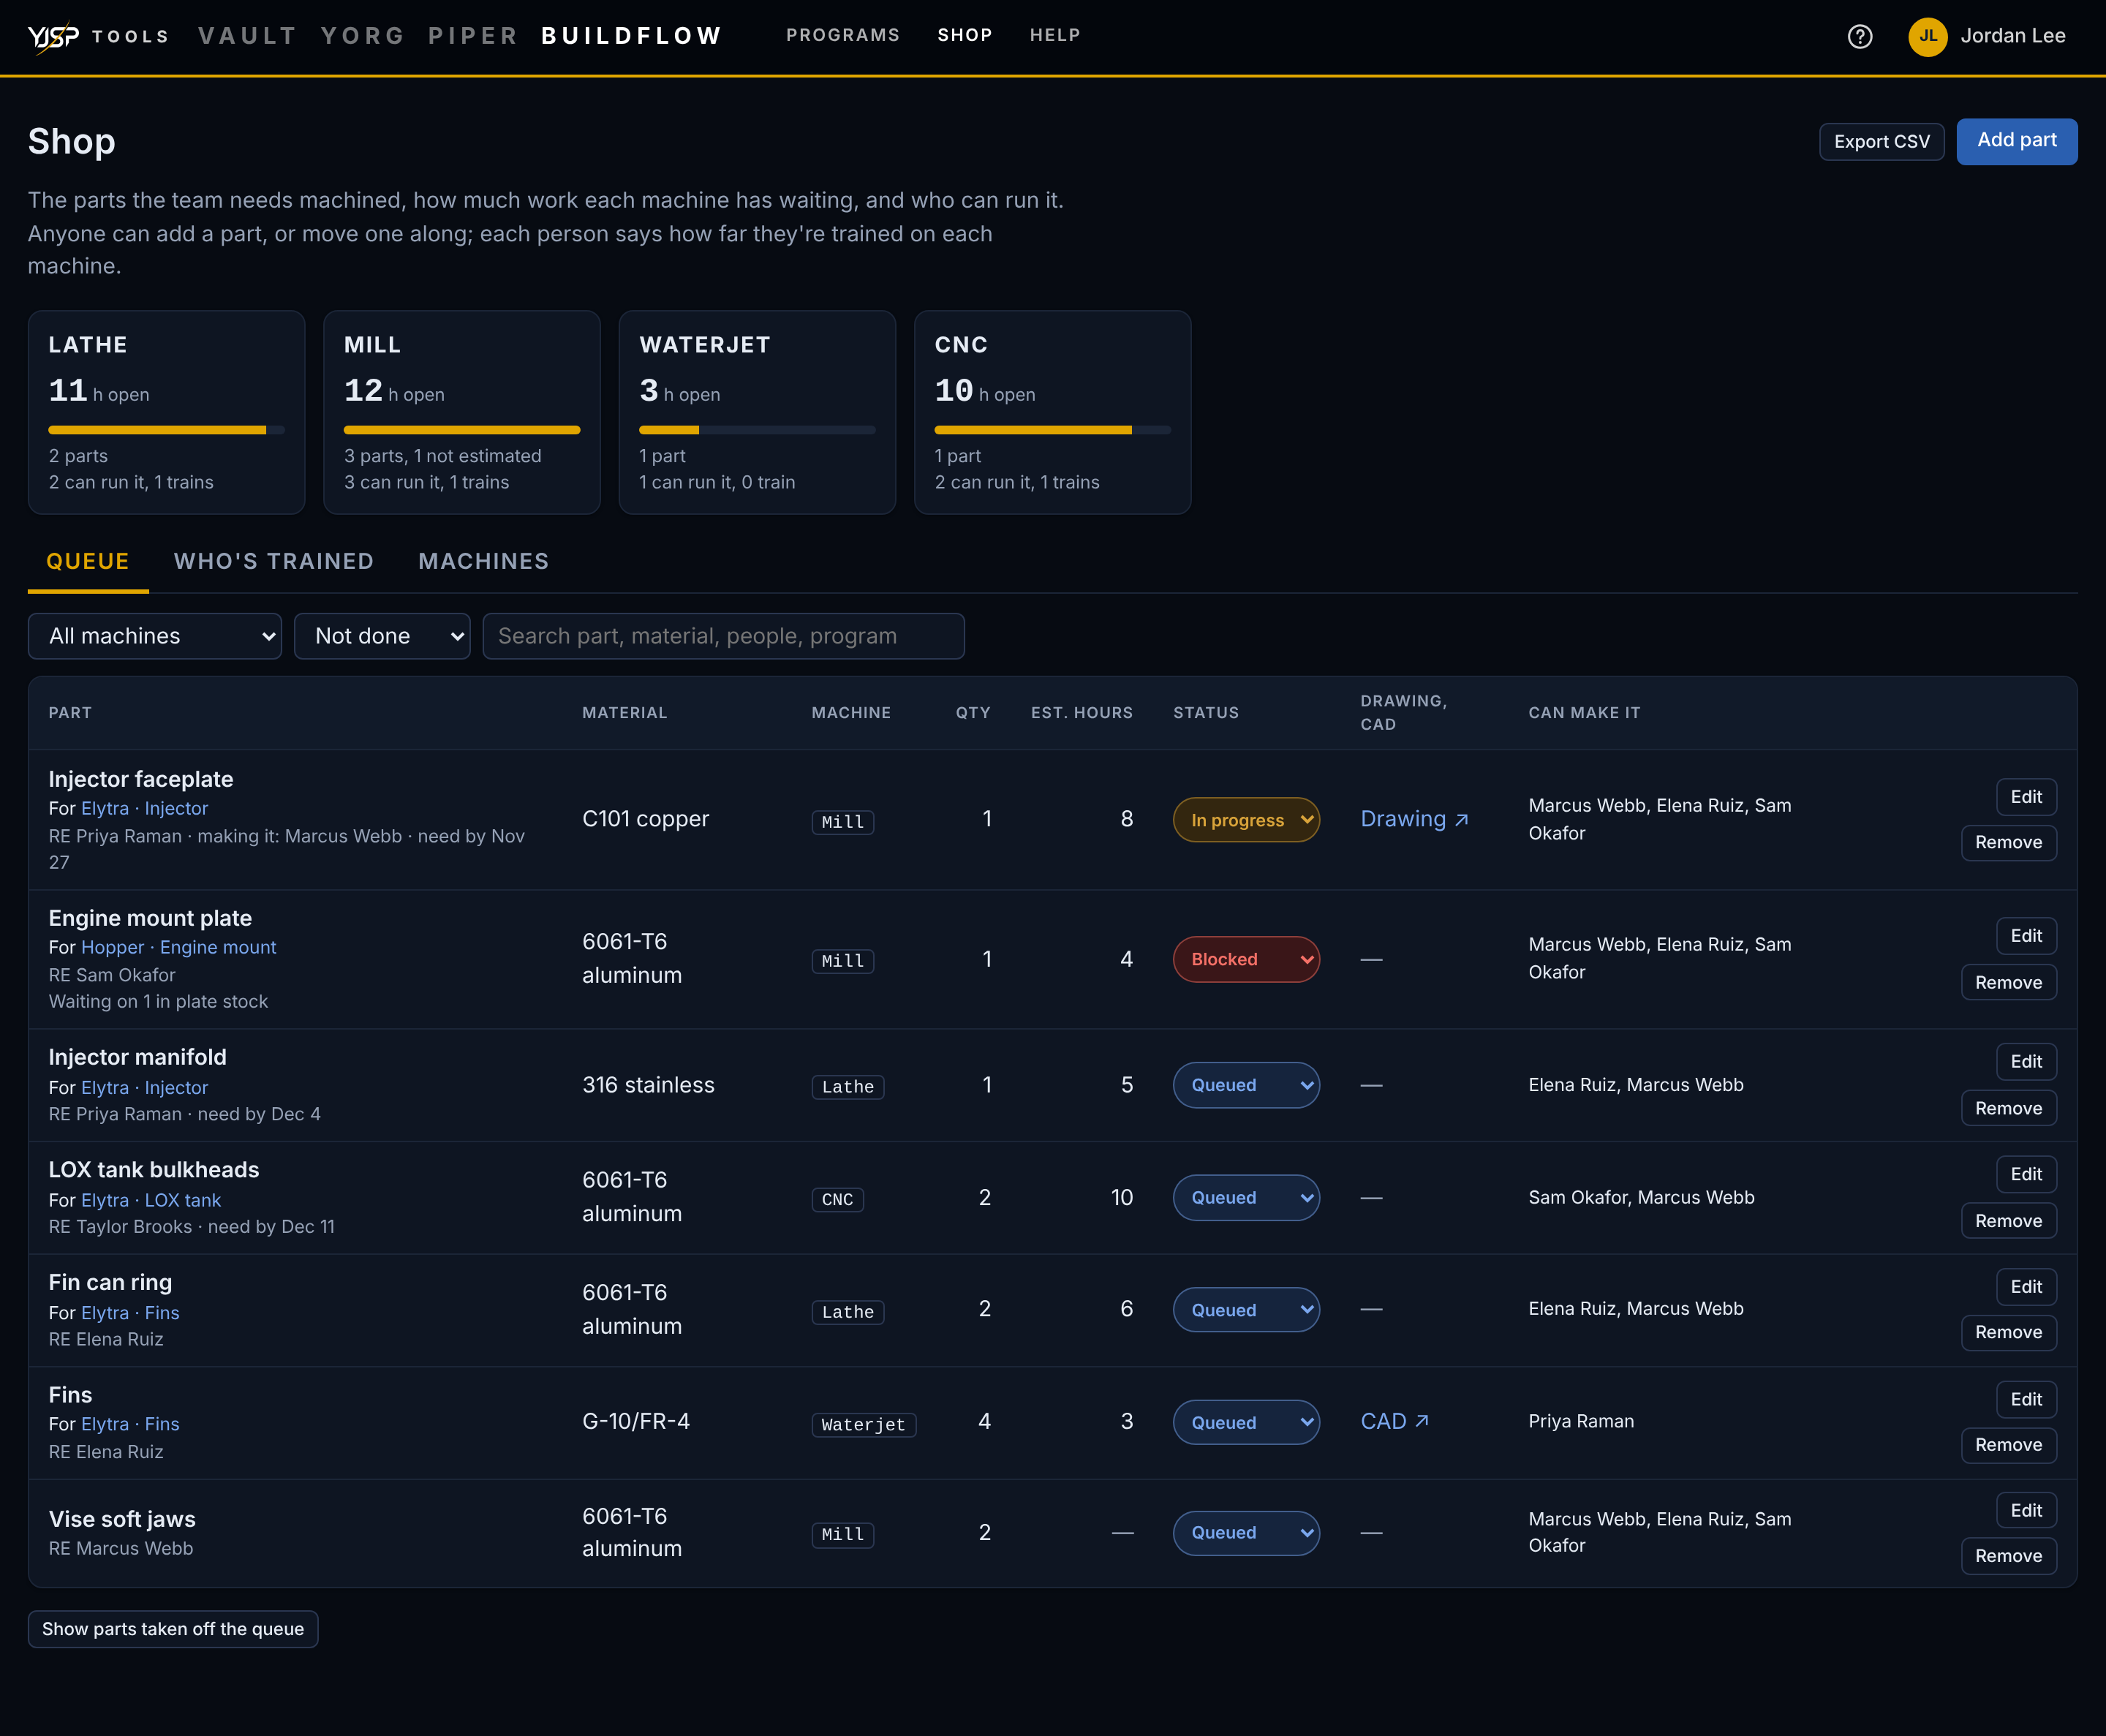 YJSP TOOLS VAULT YORG PIPER BUILDFLOW PROGRAMS SHOP HELP ? JL Jordan Lee
Shop
Export CSV Add part
The parts the team needs machined, how much work each machine has waiting, and who can run it.
Anyone can add a part, or move one along; each person says how far they're trained on each
machine.
LATHE
11 h open
2 parts
2 can run it, 1 trains
MILL
12 h open
3 parts, 1 not estimated
3 can run it, 1 trains
WATERJET
3 h open
1 part
1 can run it, 0 train
CNC
10 h open
1 part
2 can run it, 1 trains
QUEUE WHO'S TRAINED MACHINES
All machines Not done Search part, material, people, program
PART MATERIAL MACHINE QTY EST. HOURS STATUS DRAWING, CAD CAN MAKE IT
Injector faceplate
For Elytra · Injector
RE Priya Raman · making it: Marcus Webb · need by Nov
27
C101 copper Mill 1 8 In progress Drawing ↗
Marcus Webb, Elena Ruiz, Sam
Okafor
Edit
Remove
Engine mount plate
For Hopper · Engine mount
RE Sam Okafor
Waiting on 1 in plate stock
6061-T6
aluminum
Mill 1 4 Blocked —
Marcus Webb, Elena Ruiz, Sam
Okafor
Edit
Remove
Injector manifold
For Elytra · Injector
RE Priya Raman · need by Dec 4
316 stainless Lathe 1 5 Queued — Elena Ruiz, Marcus Webb
Edit
Remove
LOX tank bulkheads
For Elytra · LOX tank
RE Taylor Brooks · need by Dec 11
6061-T6
aluminum
CNC 2 10 Queued — Sam Okafor, Marcus Webb
Edit
Remove
Fin can ring
For Elytra · Fins
RE Elena Ruiz
6061-T6
aluminum
Lathe 2 6 Queued — Elena Ruiz, Marcus Webb
Edit
Remove
Fins
For Elytra · Fins
RE Elena Ruiz
G-10/FR-4 Waterjet 4 3 Queued CAD ↗ Priya Raman
Edit
Remove
Vise soft jaws
RE Marcus Webb
6061-T6
aluminum
Mill 2 — Queued —
Marcus Webb, Elena Ruiz, Sam
Okafor
Edit
Remove
Show parts taken off the queue